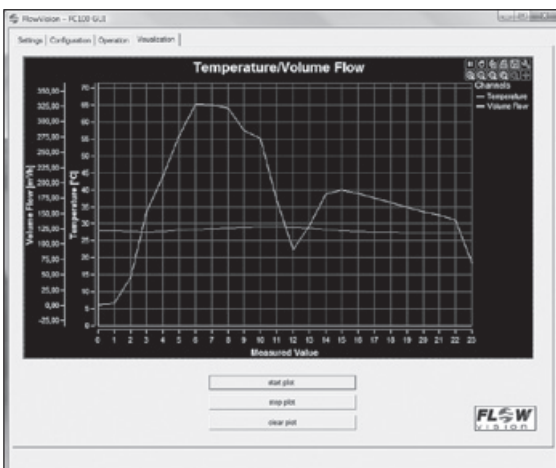 FlowVision - FC100-GUI
Settings | Configuration | Operation | Visualization
Temperature/Volume Flow
Channels
Temperature
Volume Flow
Volume Flow [m³/h]
350,00
325,00
300,00
275,00
250,00
225,00
200,00
175,00
150,00
125,00
100,00
75,00
50,00
25,00
0,00
-25,00
Temperature [°C]
70
65
60
55
50
45
40
35
30
25
20
15
10
5
0
0 1 2 3 4 5 6 7 8 9 10 11 12 13 14 15 16 17 18 19 20 21 22 23
Measured Value
start plot
stop plot
clear plot
FLOW
VISION